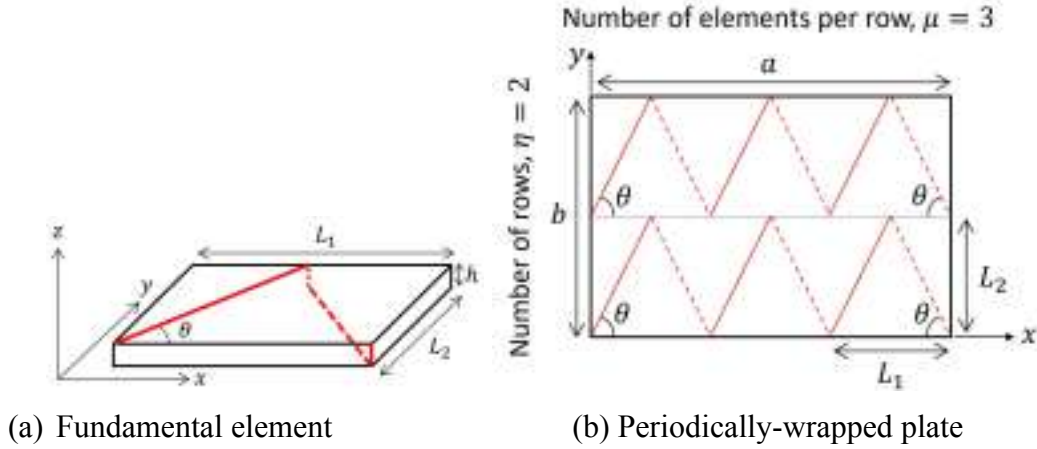 Number of elements per row, μ = 3
y
a
Number of rows, η = 2
b
θ
θ
θ
θ
L₂
x
L₁
z
y
L₁
h
θ
L₂
x
(a) Fundamental element
(b) Periodically-wrapped plate